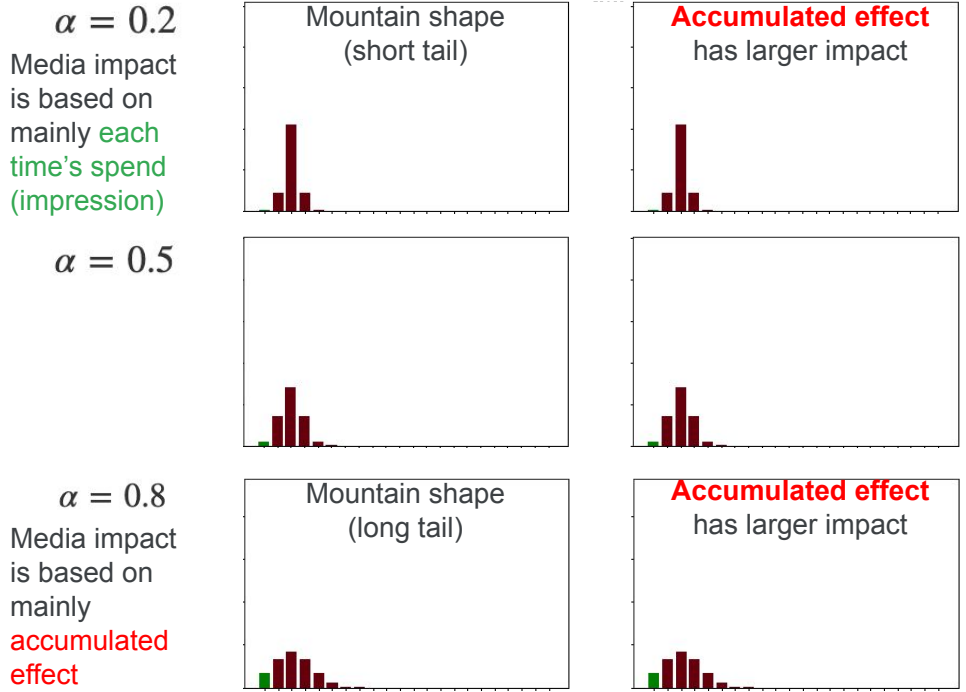 α = 0.2
Media impact
is based on
mainly each
time's spend
(impression)
Mountain shape
(short tail)
Accumulated effect
has larger impact
α = 0.5
α = 0.8
Media impact
is based on
mainly
accumulated
effect
Mountain shape
(long tail)
Accumulated effect
has larger impact